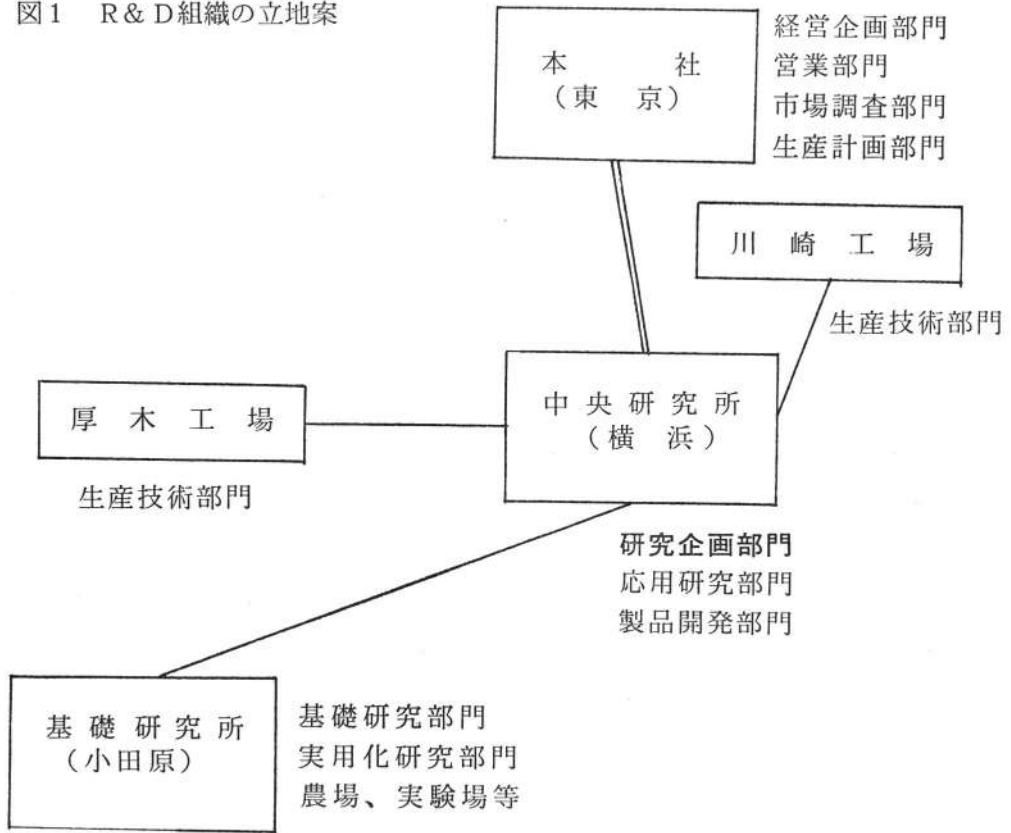 図1 R&D組織の立地案
本社
(東京)
経営企画部門
営業部門
市場調査部門
生産計画部門
川崎工場
生産技術部門
厚木工場
生産技術部門
中央研究所
(横浜)
研究企画部門
応用研究部門
製品開発部門
基礎研究所
(小田原)
基礎研究部門
実用化研究部門
農場、実験場等